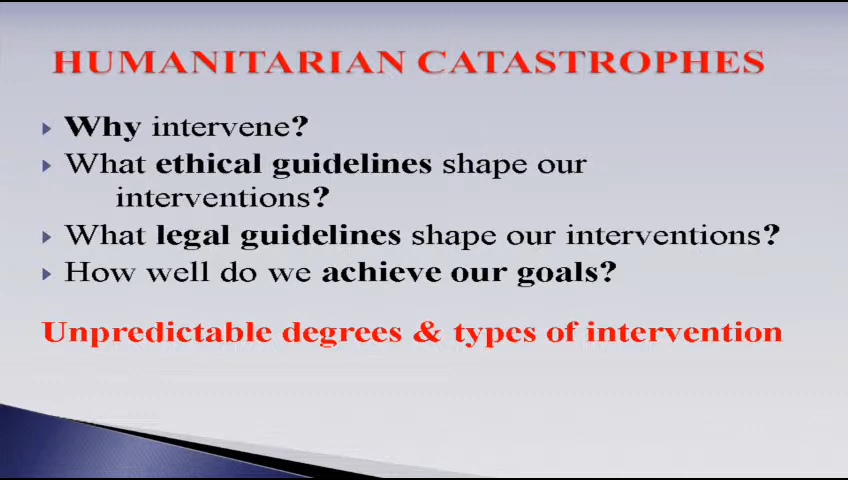 HUMANITARIAN CATASTROPHES
Why intervene?
What ethical guidelines shape our
interventions?
What legal guidelines shape our interventions?
How well do we achieve our goals?
Unpredictable degrees & types of intervention